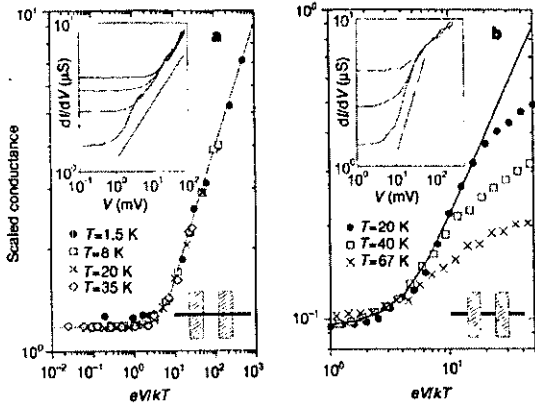 a
Scaled conductance
10¹
10⁰
dI/dV (μS)
10¹
10⁰
10⁻¹ 10⁰ 10¹ 10²
V (mV)
T=1.5 K
T=8 K
T=20 K
T=35 K
10⁻² 10⁻¹ 10⁰ 10¹ 10² 10³
eV/kT
b
10⁰
10⁻¹
dI/dV (μS)
10¹
10⁰
10⁰ 10¹ 10²
V (mV)
T=20 K
T=40 K
T=67 K
10⁰ 10¹
eV/kT